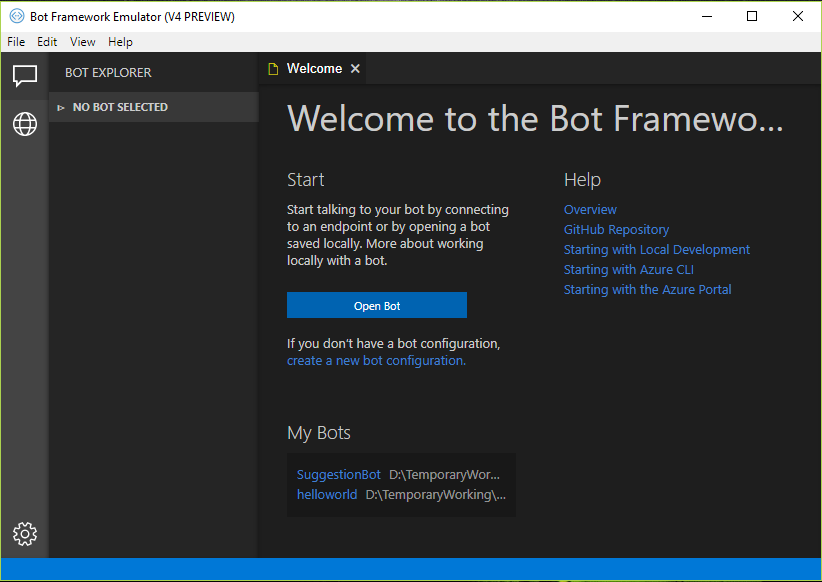 Bot Framework Emulator (V4 PREVIEW)
File Edit View Help
BOT EXPLORER
NO BOT SELECTED
Welcome
Welcome to the Bot Framewo...
Start
Start talking to your bot by connecting
to an endpoint or by opening a bot
saved locally. More about working
locally with a bot.
Open Bot
If you don't have a bot configuration,
create a new bot configuration.
My Bots
SuggestionBot D:\TemporaryWor...
helloworld D:\TemporaryWorking\...
Help
Overview
GitHub Repository
Starting with Local Development
Starting with Azure CLI
Starting with the Azure Portal